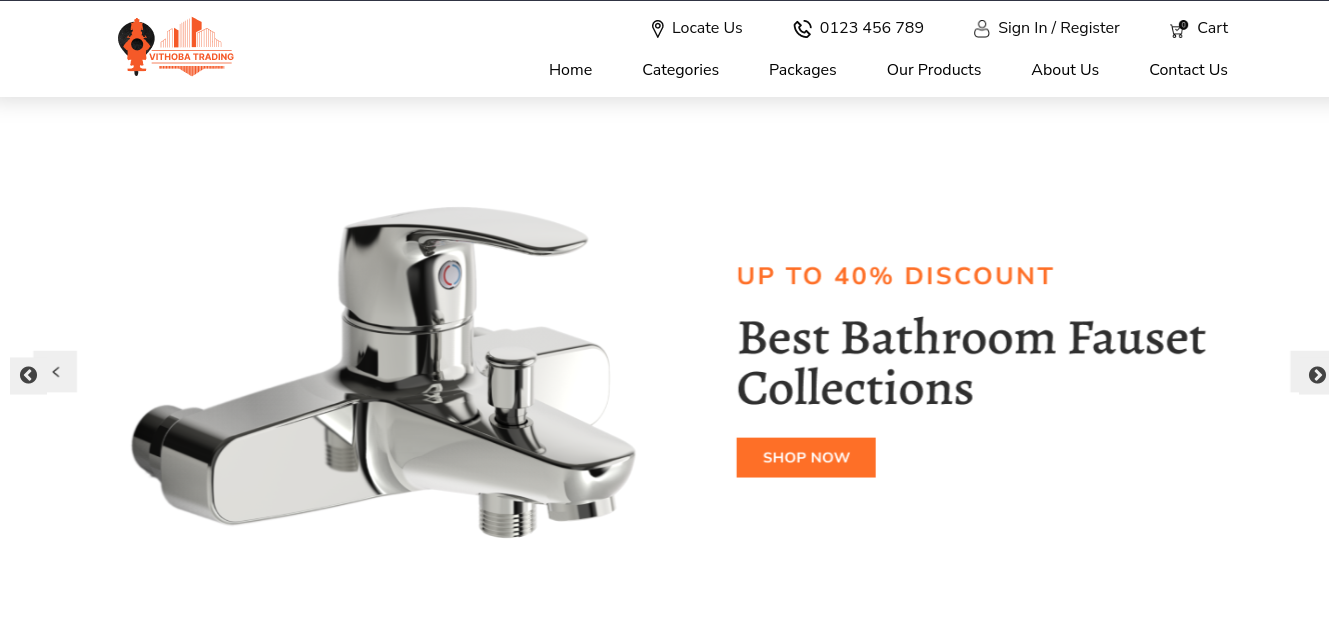 VITHOBA TRADING
Locate Us
0123 456 789
Sign In / Register
0
Cart
Home
Categories
Packages
Our Products
About Us
Contact Us
UP TO 40% DISCOUNT
Best Bathroom Fauset
Collections
SHOP NOW